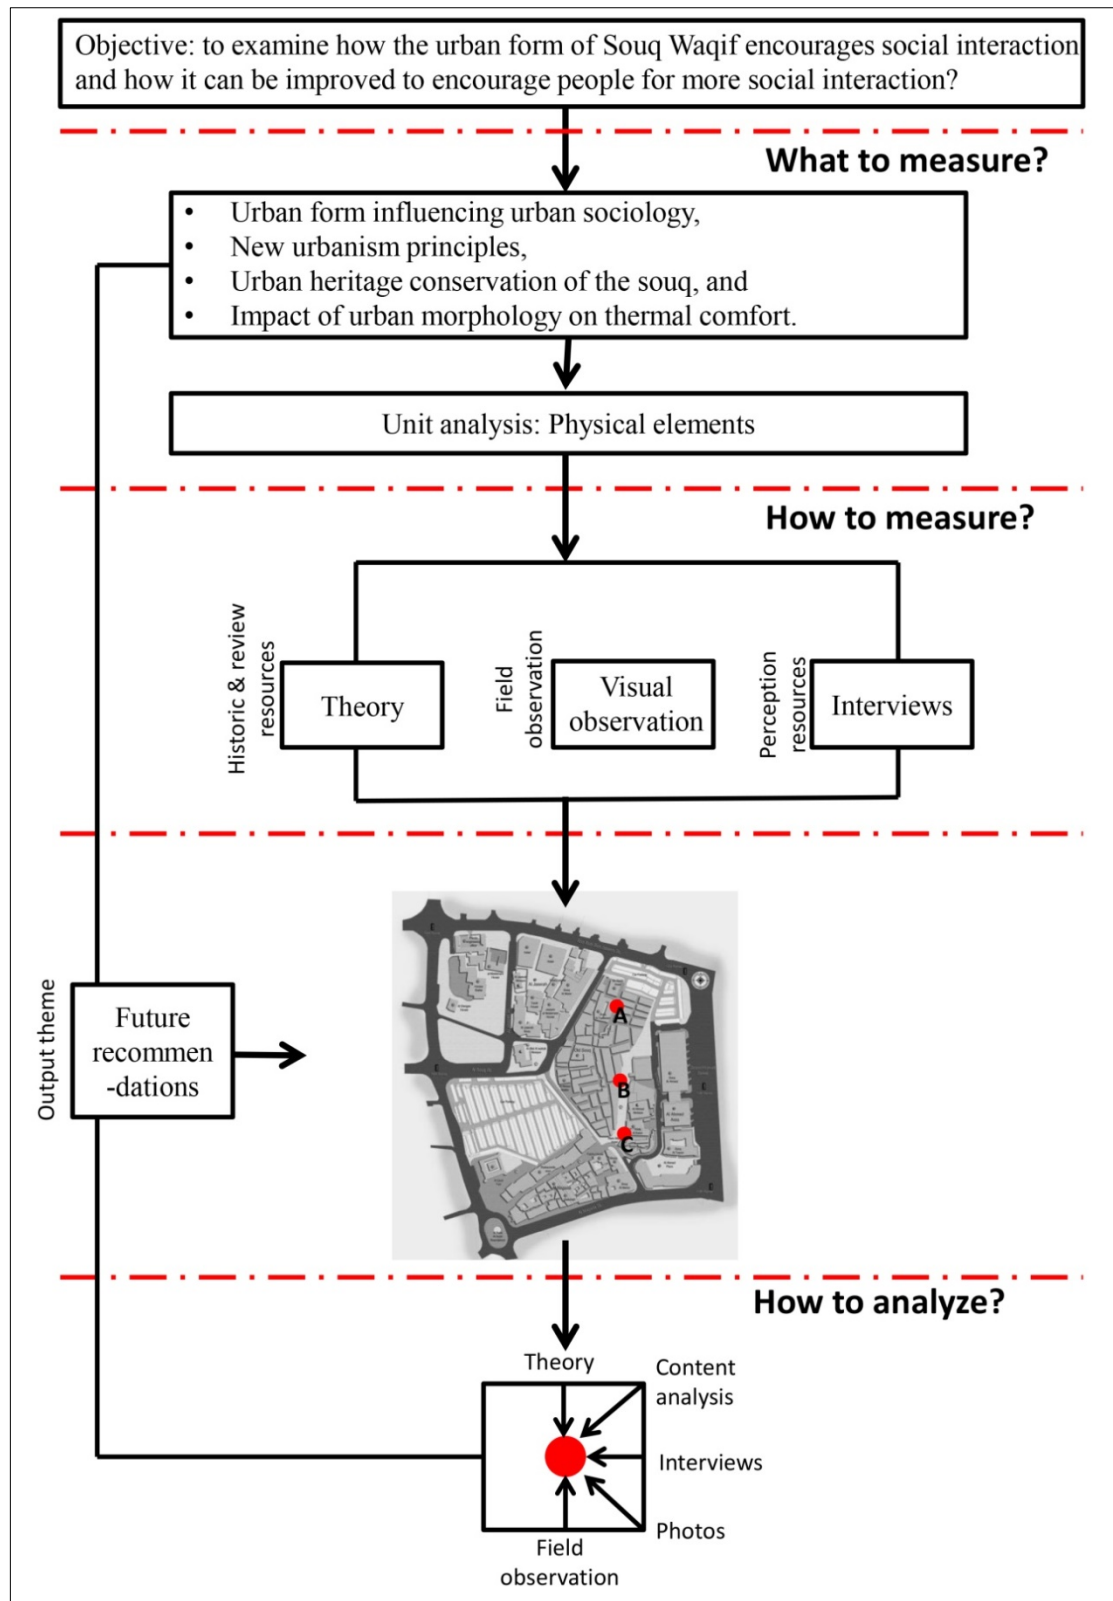 Objective: to examine how the urban form of Souq Waqif encourages social interaction
and how it can be improved to encourage people for more social interaction?
What to measure?
• Urban form influencing urban sociology,
• New urbanism principles,
• Urban heritage conservation of the souq, and
• Impact of urban morphology on thermal comfort.
Unit analysis: Physical elements
How to measure?
Historic & review
resources
Theory
Field
observation
Visual
observation
Perception
resources
Interviews
A
B
C
Output theme
Future
recommen
-dations
How to analyze?
Theory
Content
analysis
Interviews
Photos
Field
observation